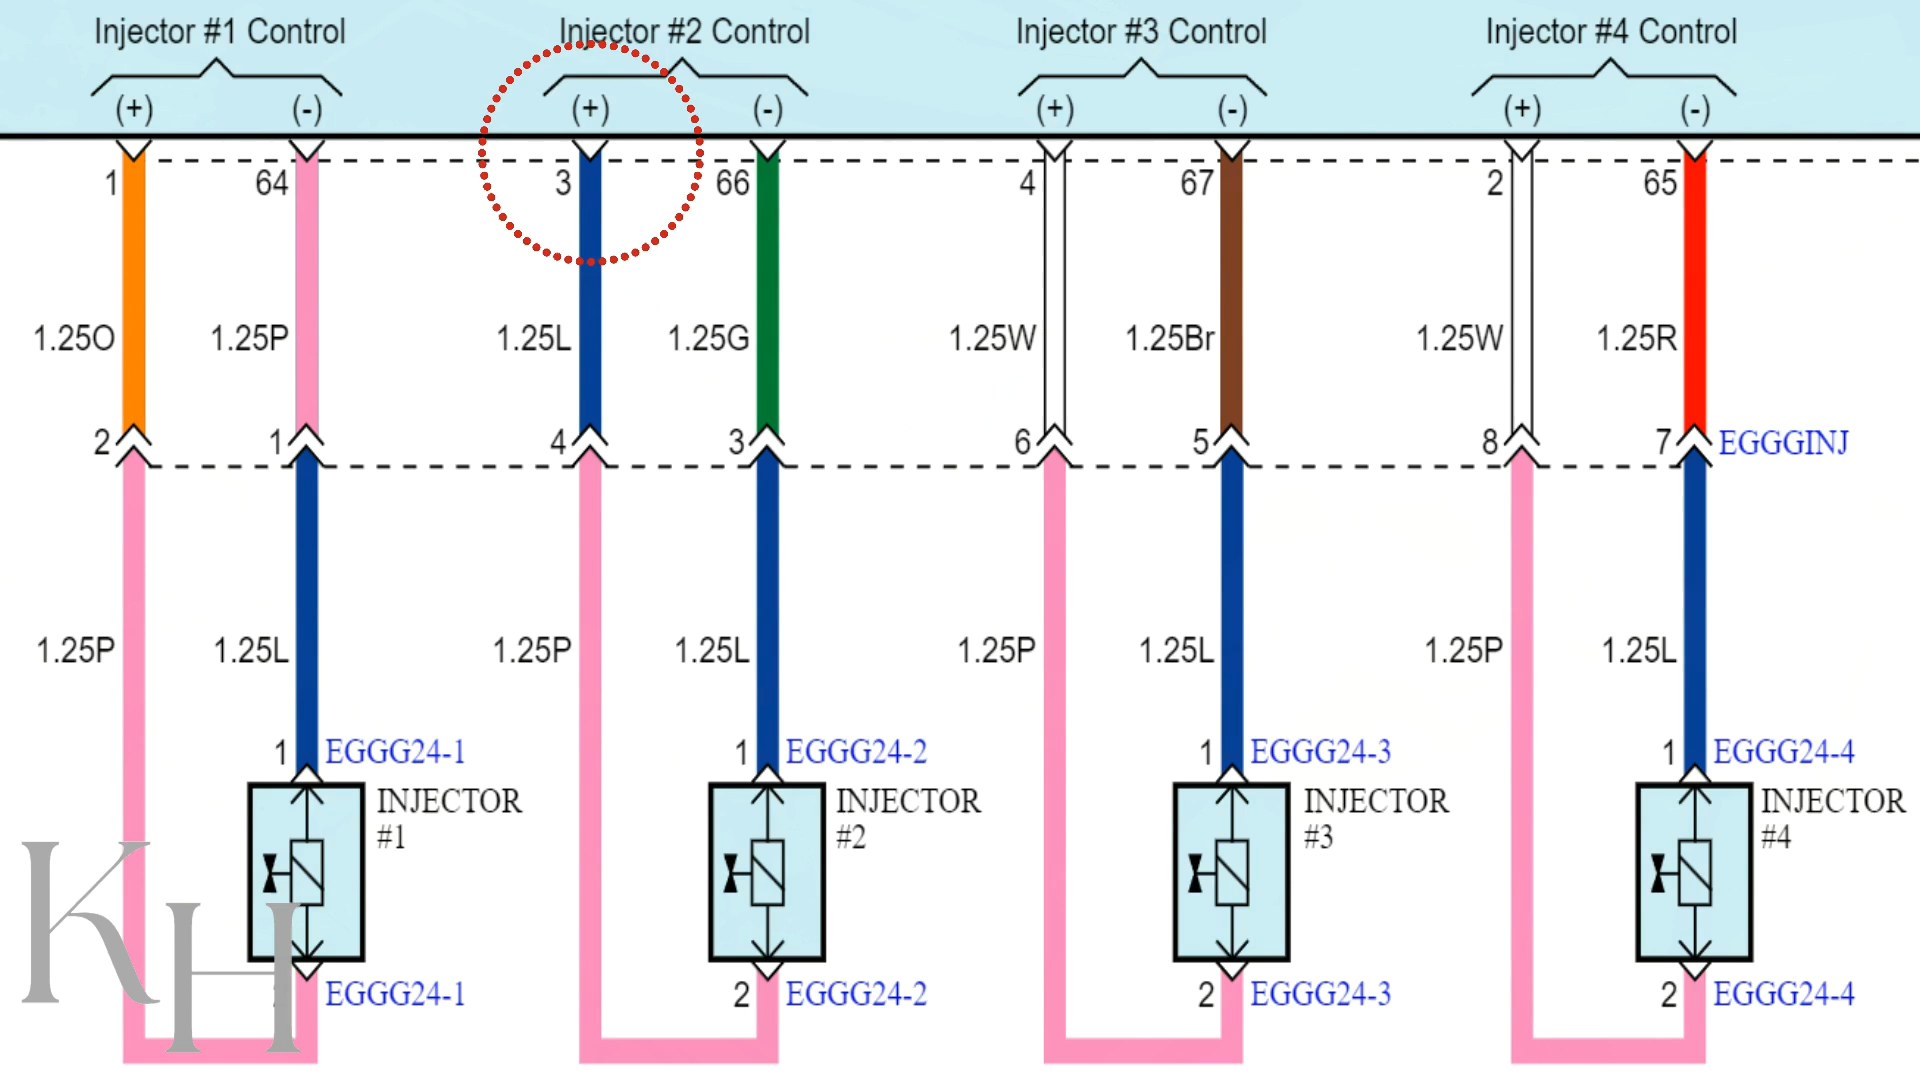 Injector #1 Control Injector #2 Control Injector #3 Control Injector #4 Control
(+) (-) (+) (-) (+) (-) (+) (-)
1 64 3 66 4 67 2 65
1.25O 1.25P 1.25L 1.25G 1.25W 1.25Br 1.25W 1.25R
2 1 4 3 6 5 8 7 EGGGINJ
1.25P 1.25L 1.25P 1.25L 1.25P 1.25L 1.25P 1.25L
1 EGGG24-1 1 EGGG24-2 1 EGGG24-3 1 EGGG24-4
INJECTOR INJECTOR INJECTOR INJECTOR
#1 #2 #3 #4
EGGG24-1 2 EGGG24-2 2 EGGG24-3 2 EGGG24-4
KH